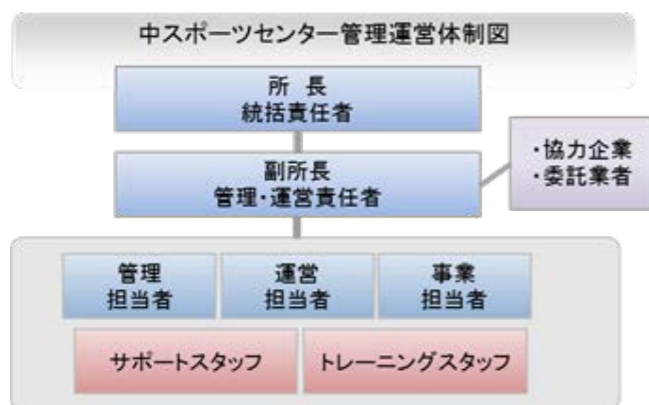 中スポーツセンター管理運営体制図
所 長
統括責任者
副所長
管理・運営責任者
・協力企業
・委託業者
管理
担当者
運営
担当者
事業
担当者
サポートスタッフ
トレーニングスタッフ